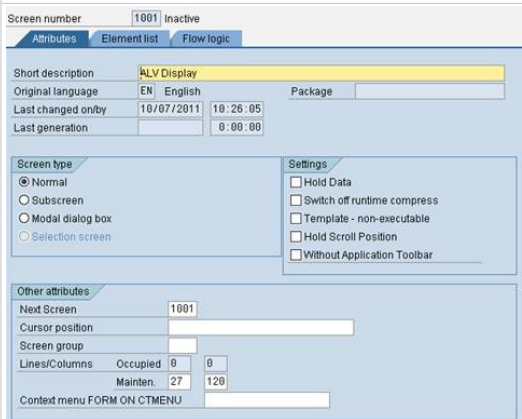 Screen number 1001 Inactive
Attributes Element list Flow logic
Short description ALV Display
Original language EN English Package
Last changed on/by 10/07/2011 10:26:05
Last generation 0:00:00
Screen type Settings
Normal Hold Data
Subscreen Switch off runtime compress
Modal dialog box Template - non-executable
Selection screen Hold Scroll Position
Without Application Toolbar
Other attributes
Next Screen 1001
Cursor position
Screen group
Lines/Columns Occupied 0 0
Mainten. 27 120
Context menu FORM ON CTMENU